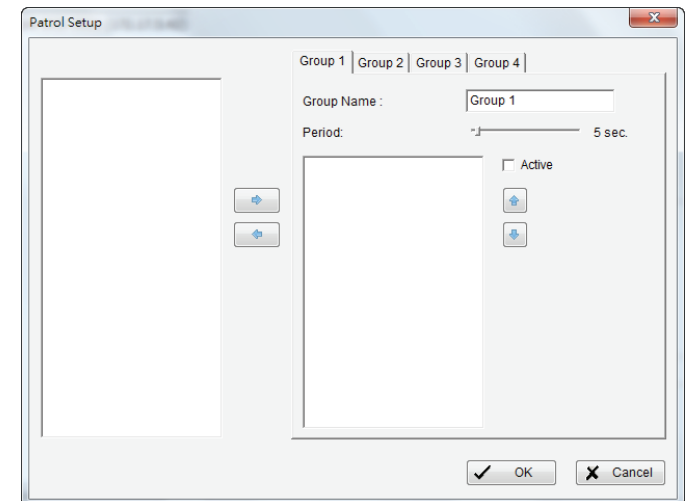 Patrol Setup
Group 1 Group 2 Group 3 Group 4
Group Name : Group 1
Period: 5 sec.
Active
OK Cancel